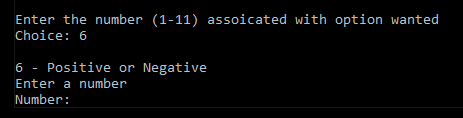 Enter the number (1-11) assoicated with option wanted
Choice: 6
6 - Positive or Negative
Enter a number
Number: